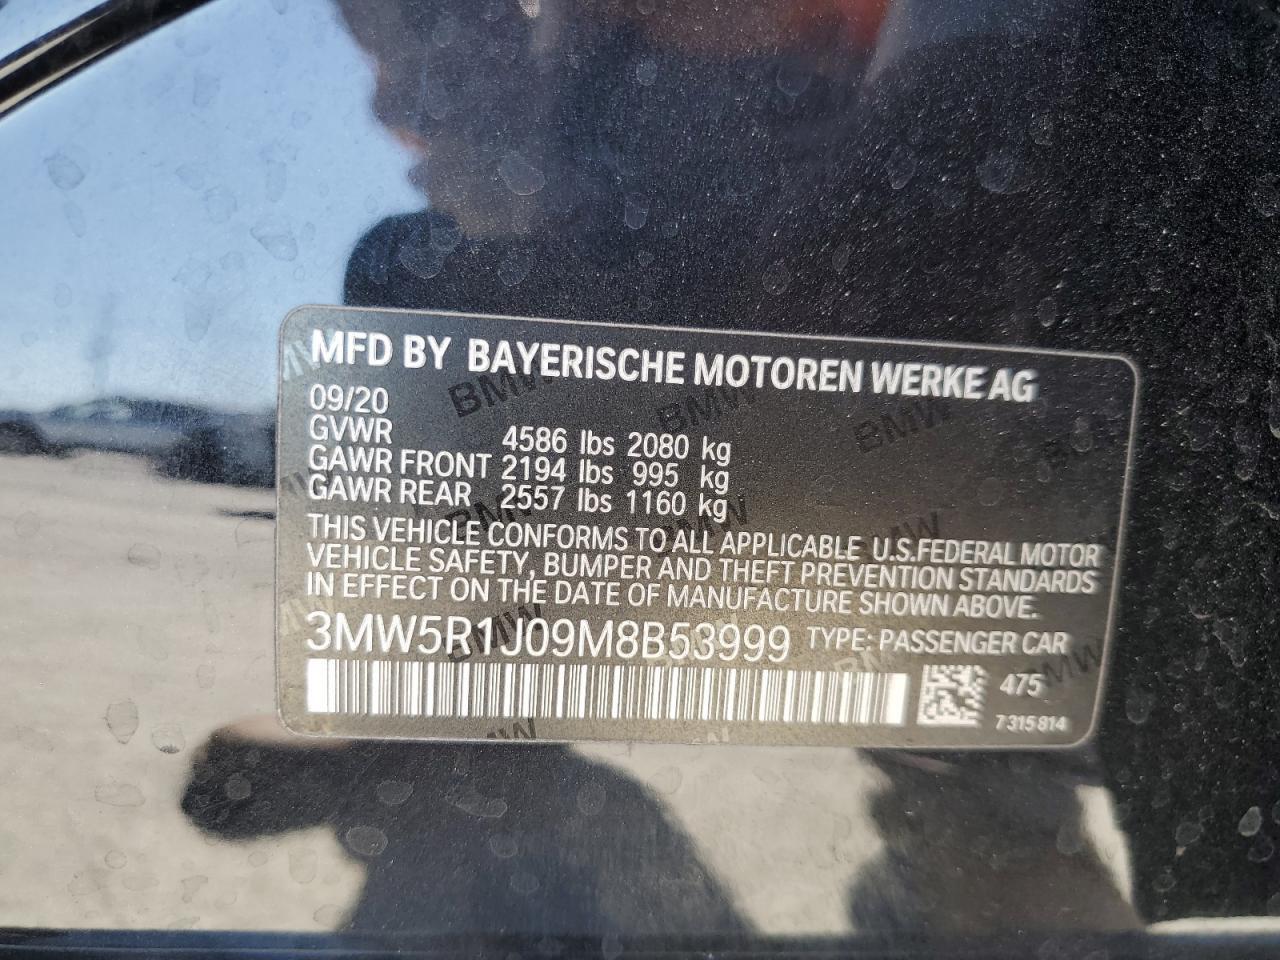 MFD BY BAYERISCHE MOTOREN WERKE AG
09/20
GVWR 4586 lbs 2080 kg
GAWR FRONT 2194 lbs 995 kg
GAWR REAR 2557 lbs 1160 kg
THIS VEHICLE CONFORMS TO ALL APPLICABLE U.S.FEDERAL MOTOR
VEHICLE SAFETY, BUMPER AND THEFT PREVENTION STANDARDS
IN EFFECT ON THE DATE OF MANUFACTURE SHOWN ABOVE.
3MW5R1J09M8B53999 TYPE: PASSENGER CAR
475
7315814